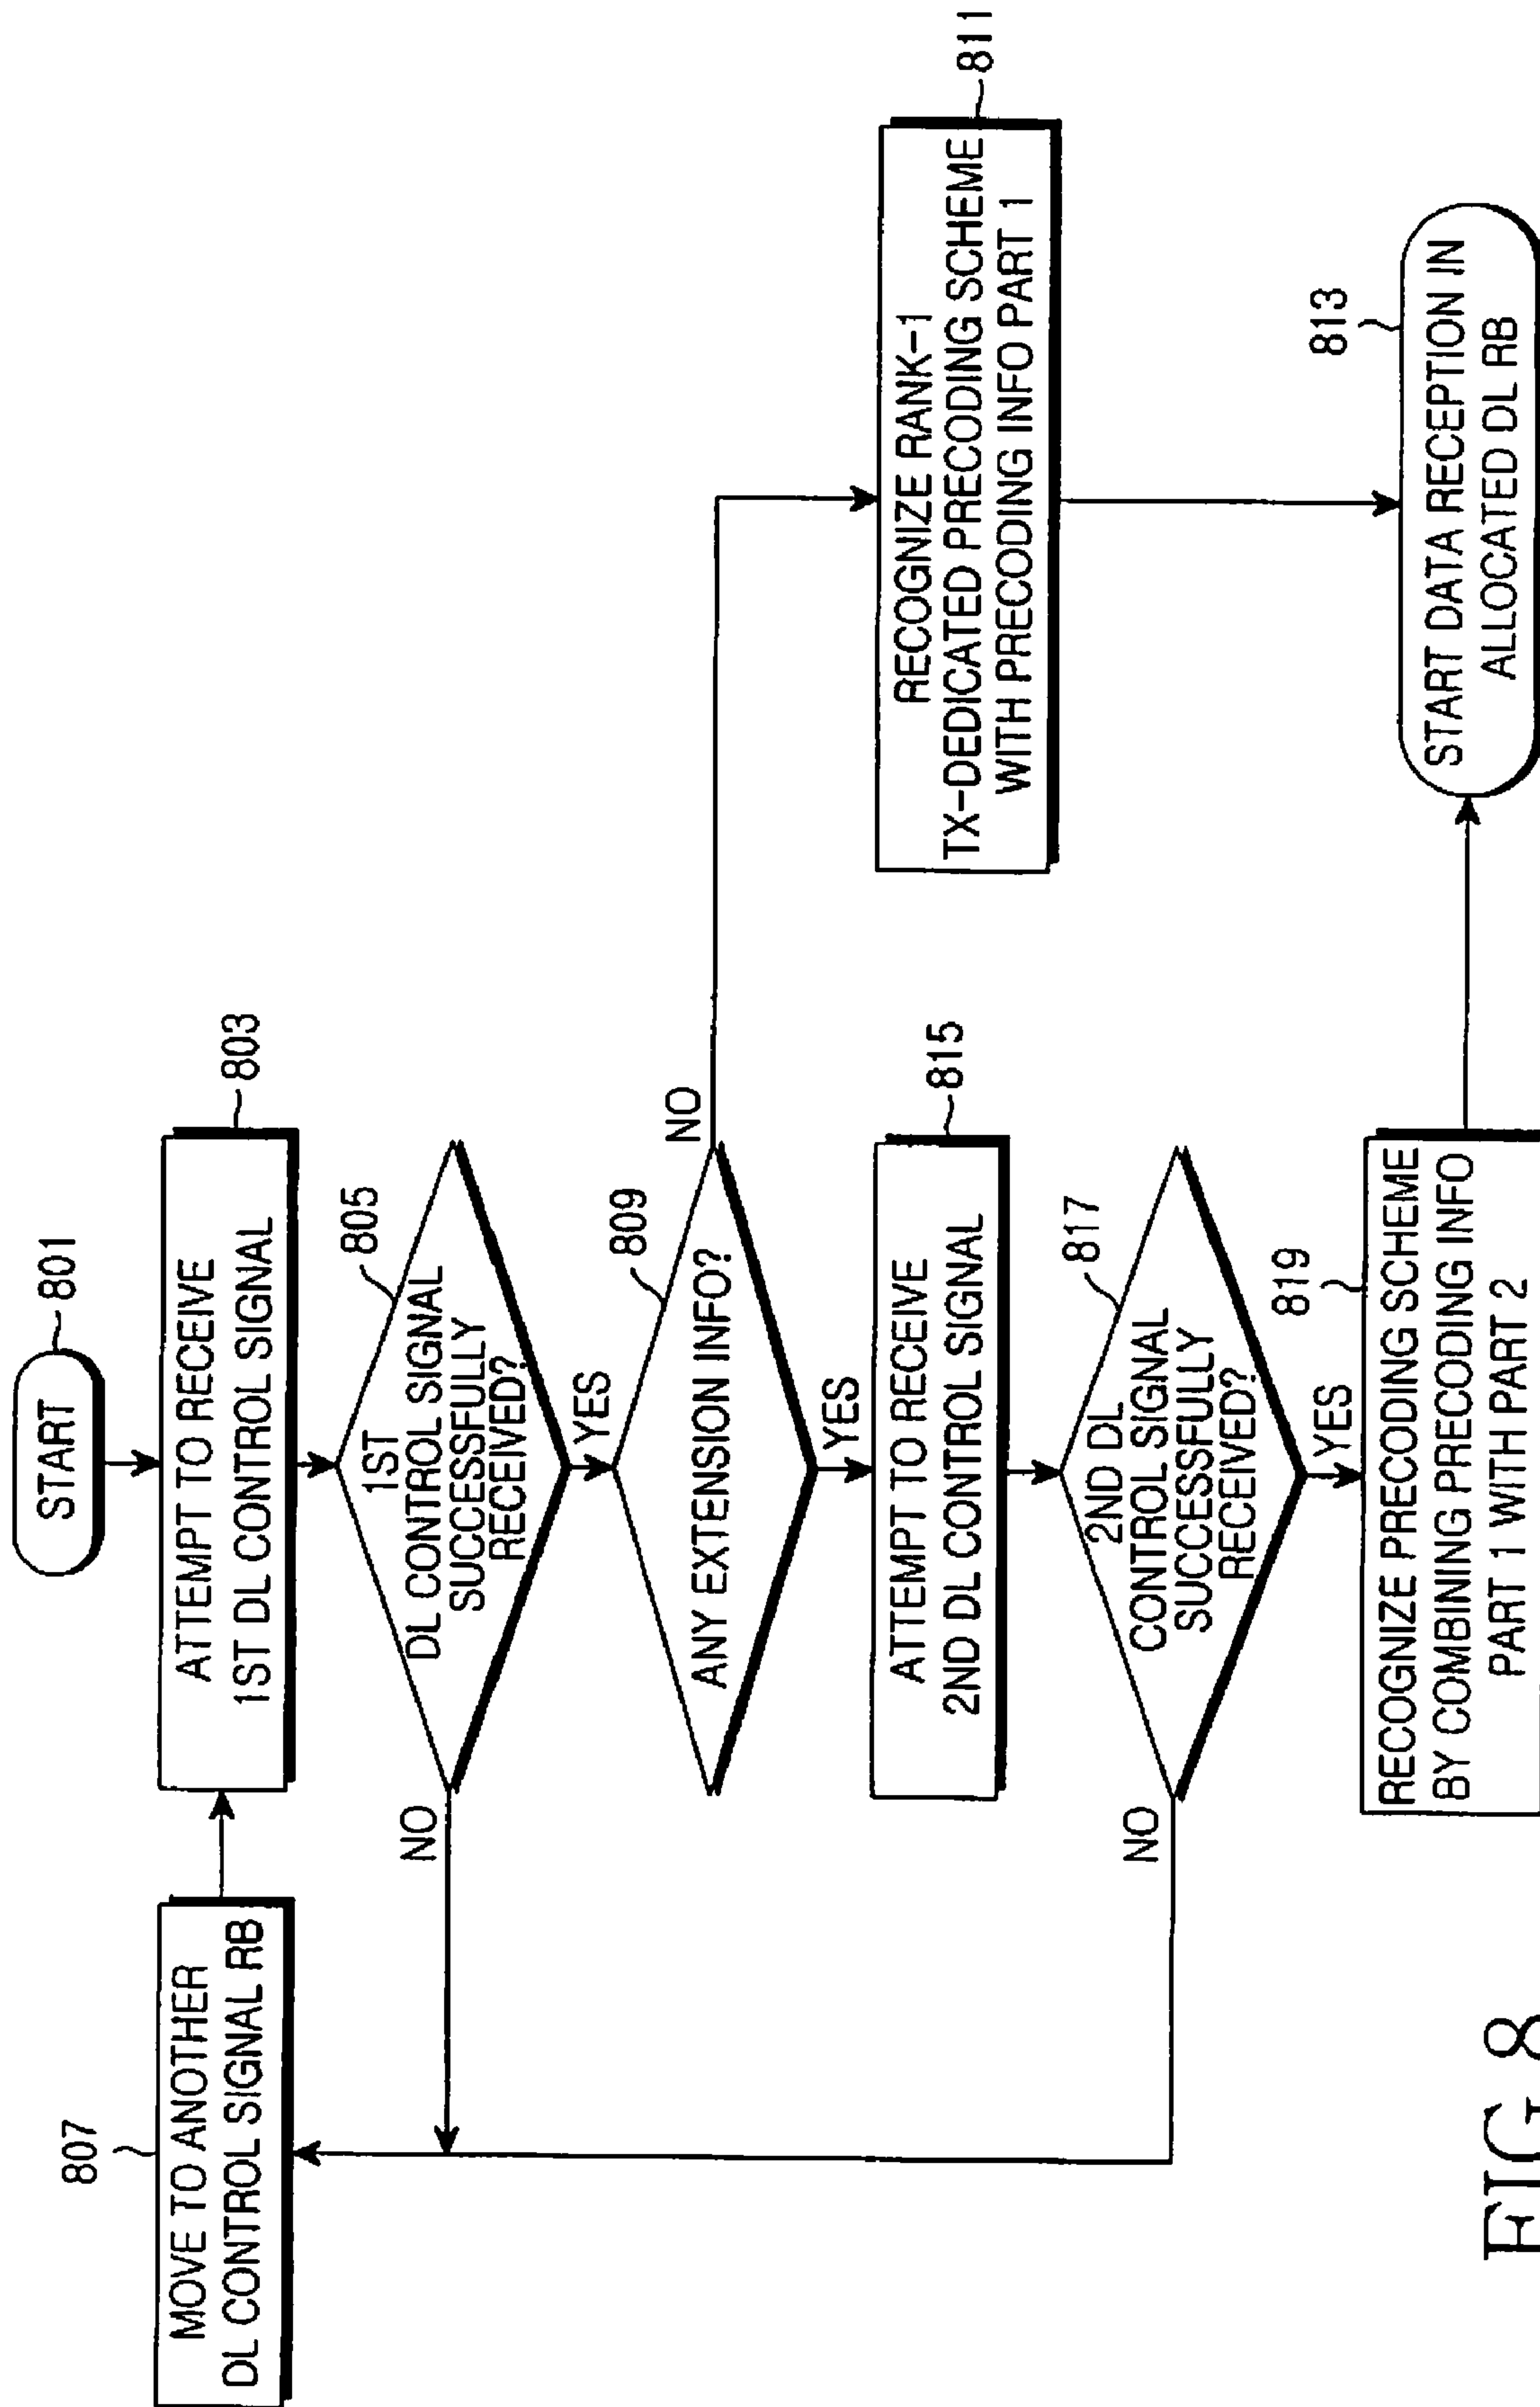 START
801
ATTEMPT TO RECEIVE
1ST DL CONTROL SIGNAL
803
MOVE TO ANOTHER
DL CONTROL SIGNAL RB
807
1ST
DL CONTROL SIGNAL
SUCCESSFULLY
RECEIVED?
805
NO
YES
ANY EXTENSION INFO?
809
NO
YES
RECOGNIZE RANK-1
TX-DEDICATED PRECODING SCHEME
WITH PRECODING INFO PART 1
811
ATTEMPT TO RECEIVE
2ND DL CONTROL SIGNAL
815
2ND DL
CONTROL SIGNAL
SUCCESSFULLY
RECEIVED?
817
NO
YES
RECOGNIZE PRECODING SCHEME
BY COMBINING PRECODING INFO
PART 1 WITH PART 2
819
START DATA RECEPTION IN
ALLOCATED DL RB
813
FIG.8